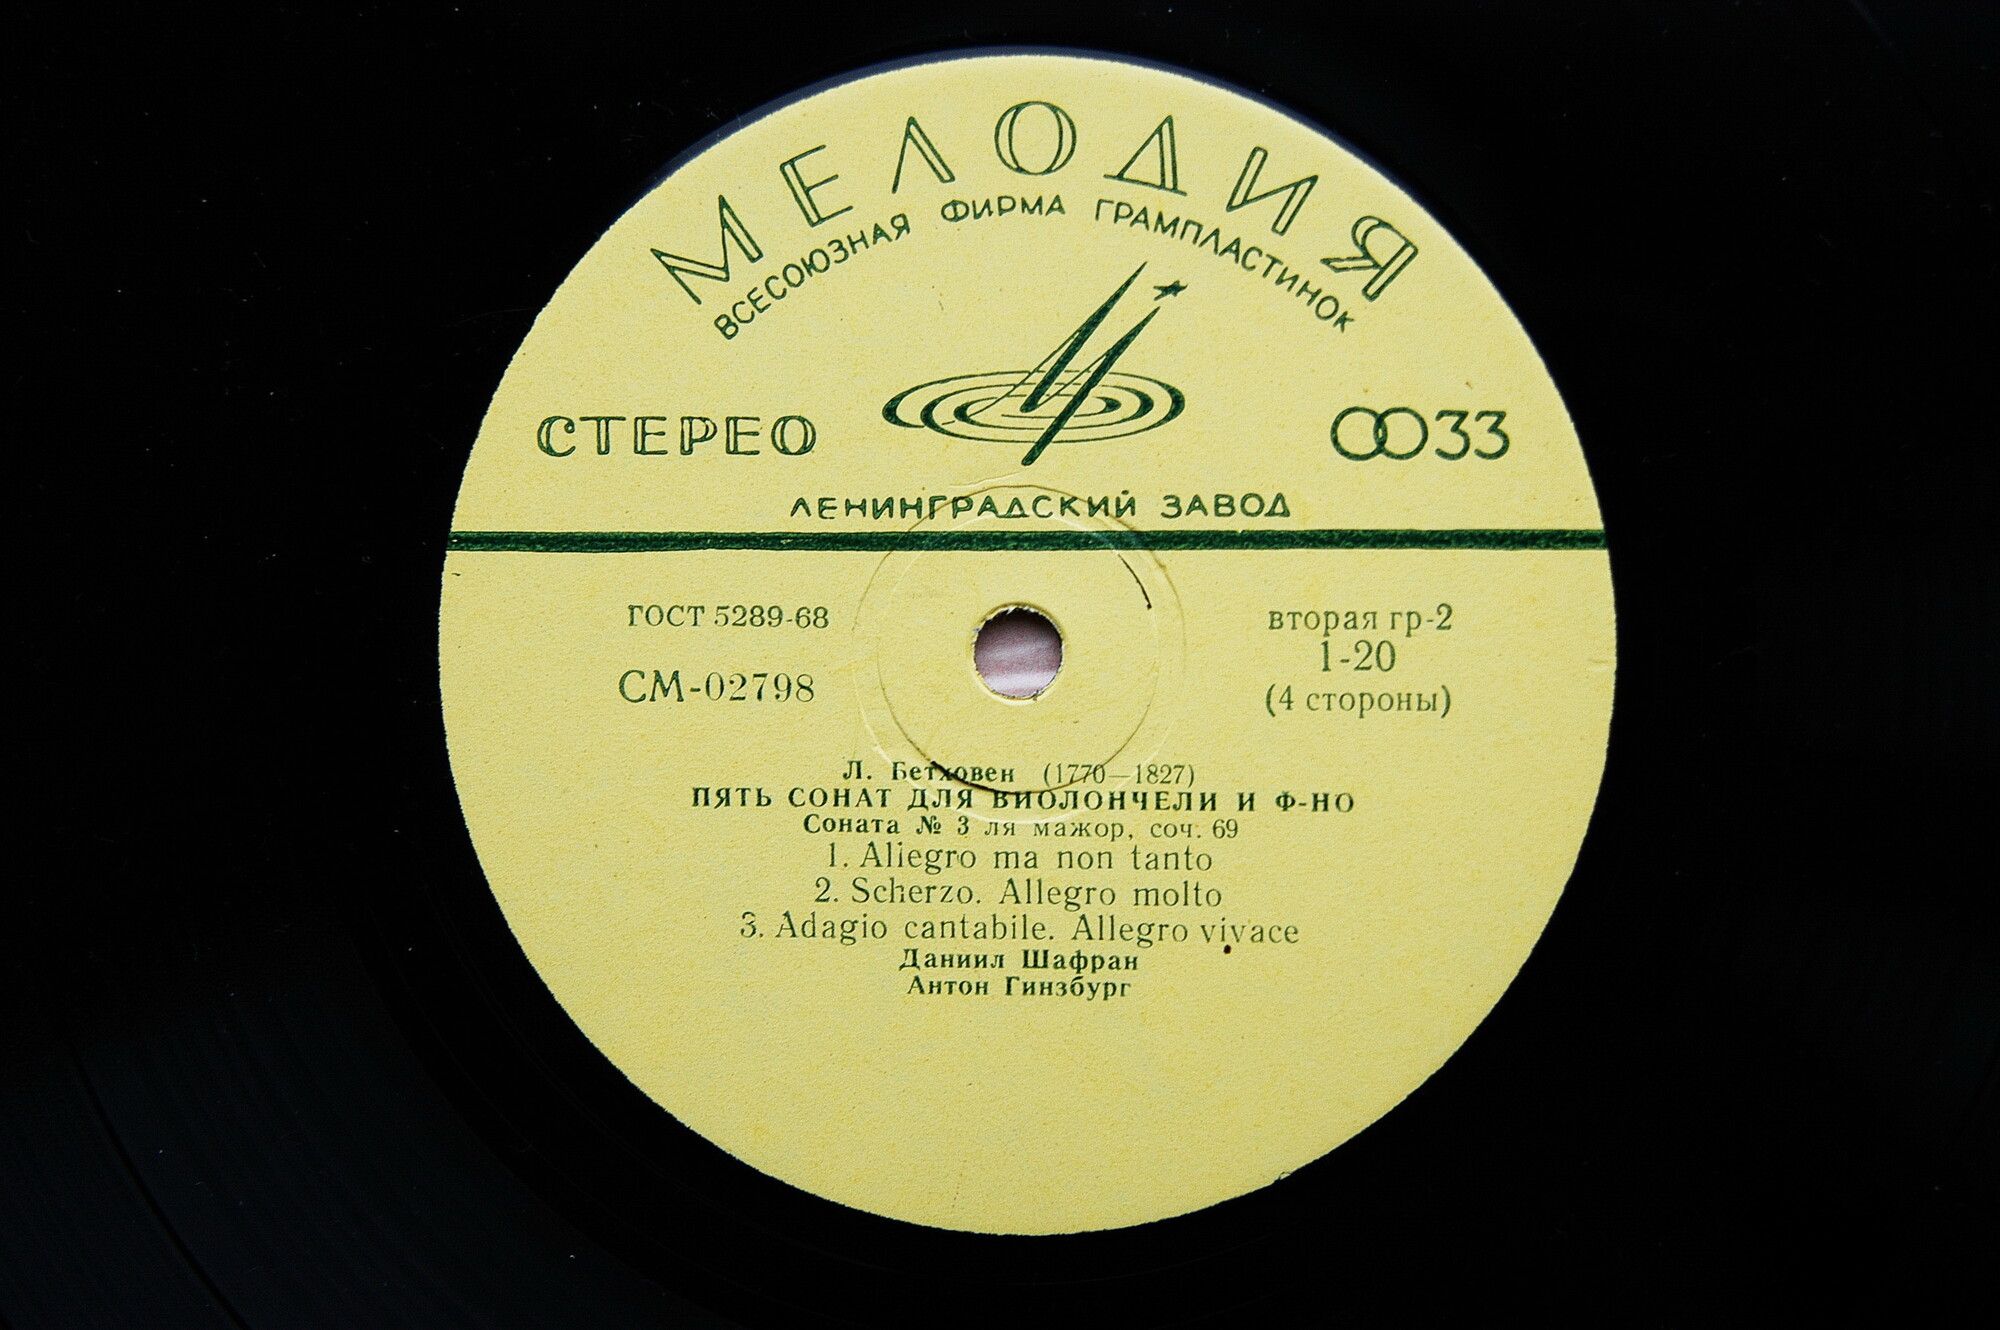 МЕЛОДИЯ
ВСЕСОЮЗНАЯ ФИРМА ГРАМПЛАСТИНОК
СТЕРЕО
33
ЛЕНИНГРАДСКИЙ ЗАВОД
ГОСТ 5289-68
СМ-02798
вторая гр-2
1-20
(4 стороны)
Л. Бетховен (1770—1827)
ПЯТЬ СОНАТ ДЛЯ ВИОЛОНЧЕЛИ И Ф-НО
Соната № 3 ля мажор, соч. 69
1. Allegro ma non tanto
2. Scherzo. Allegro molto
3. Adagio cantabile. Allegro vivace
Даниил Шафран
Антон Гинзбург